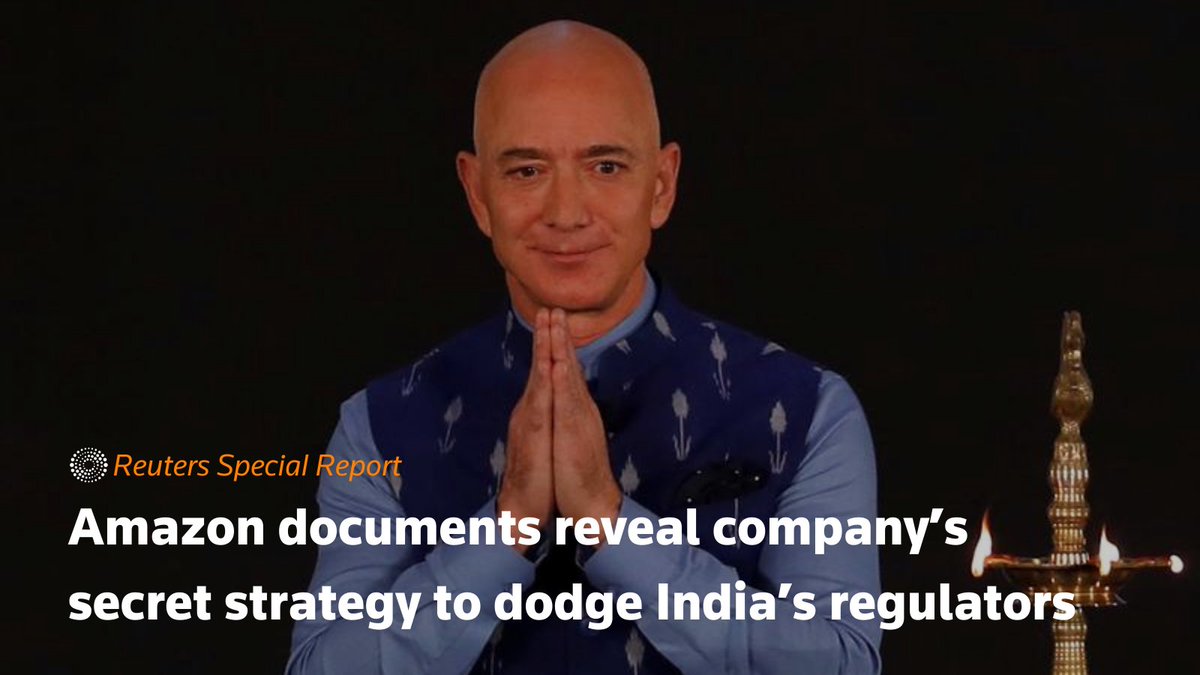 Reuters Special Report
Amazon documents reveal company’s
secret strategy to dodge India’s regulators